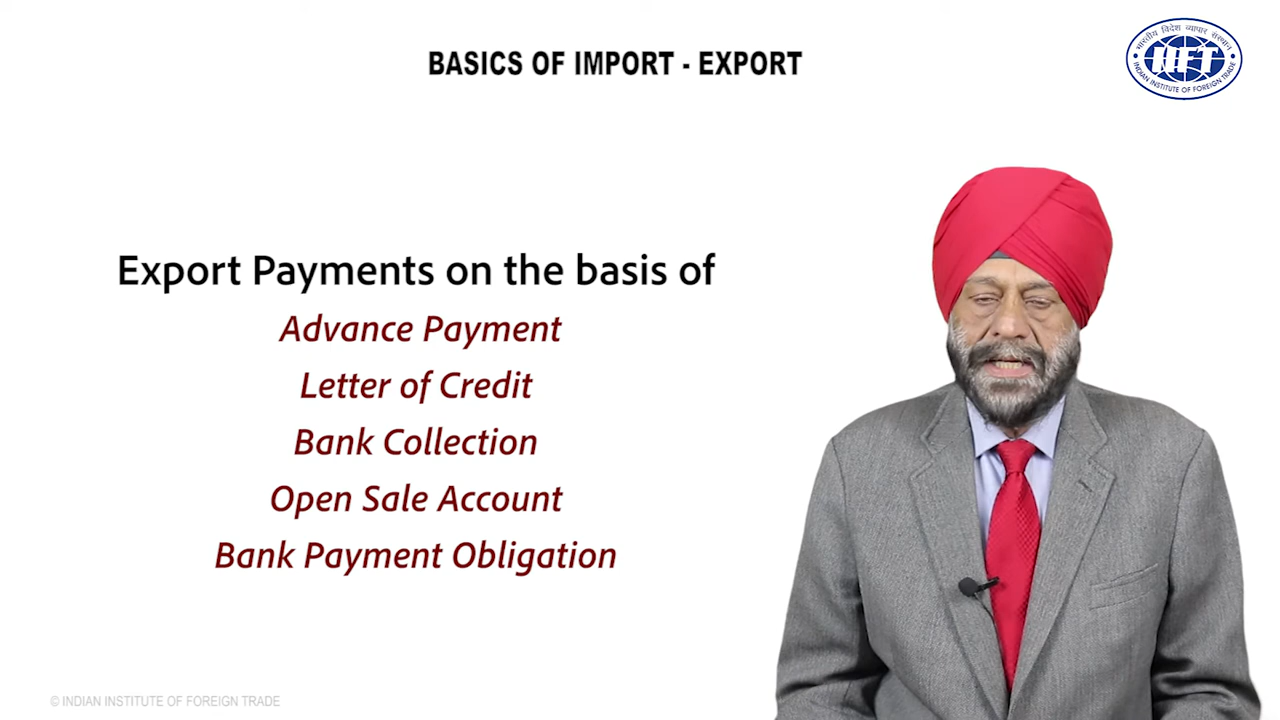 BASICS OF IMPORT - EXPORT
भारतीय विदेश व्यापार संस्थान
IIFT
INDIAN INSTITUTE OF FOREIGN TRADE
Export Payments on the basis of
Advance Payment
Letter of Credit
Bank Collection
Open Sale Account
Bank Payment Obligation
© INDIAN INSTITUTE OF FOREIGN TRADE